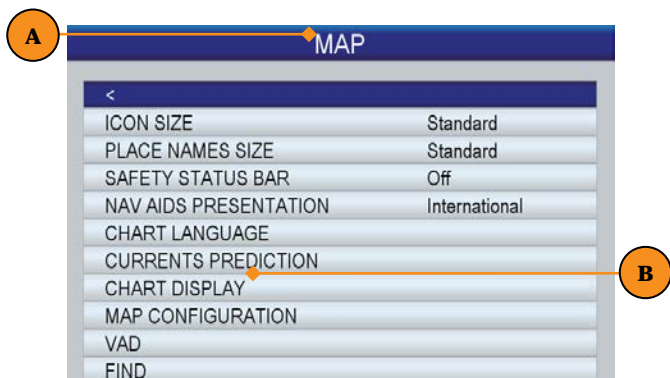 A
MAP
<
ICON SIZE Standard
PLACE NAMES SIZE Standard
SAFETY STATUS BAR Off
NAV AIDS PRESENTATION International
CHART LANGUAGE
CURRENTS PREDICTION
B
CHART DISPLAY
MAP CONFIGURATION
VAD
FIND